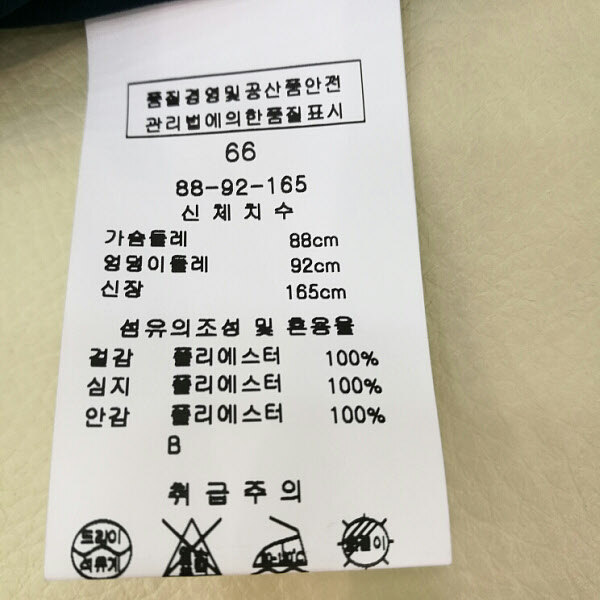 품질경영및공산품안전
관리법에의한품질표시
66
88-92-165
신체치수
가슴둘레 88cm
엉덩이둘레 92cm
신장 165cm
섬유의조성 및 혼용율
겉감 폴리에스터 100%
심지 폴리에스터 100%
안감 폴리에스터 100%
B
취급주의
드라이
석유계